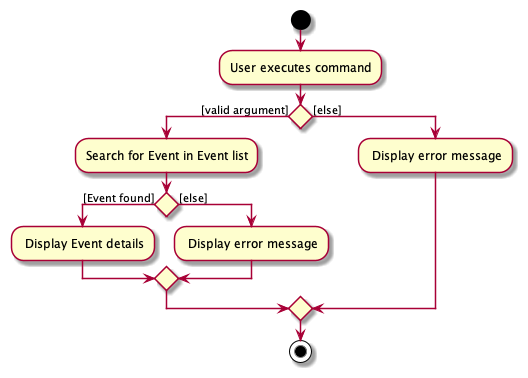 User executes command
[valid argument]
[else]
Search for Event in Event list
Display error message
[Event found]
[else]
Display Event details
Display error message